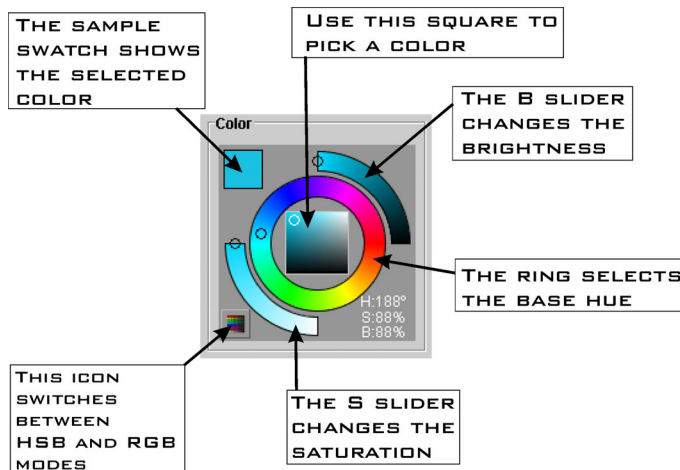 THE SAMPLE
SWATCH SHOWS
THE SELECTED
COLOR
USE THIS SQUARE TO
PICK A COLOR
THE B SLIDER
CHANGES THE
BRIGHTNESS
Color
THE RING SELECTS
THE BASE HUE
H:188º
S:88%
B:88%
THIS ICON
SWITCHES
BETWEEN
HSB AND RGB
MODES
THE S SLIDER
CHANGES THE
SATURATION